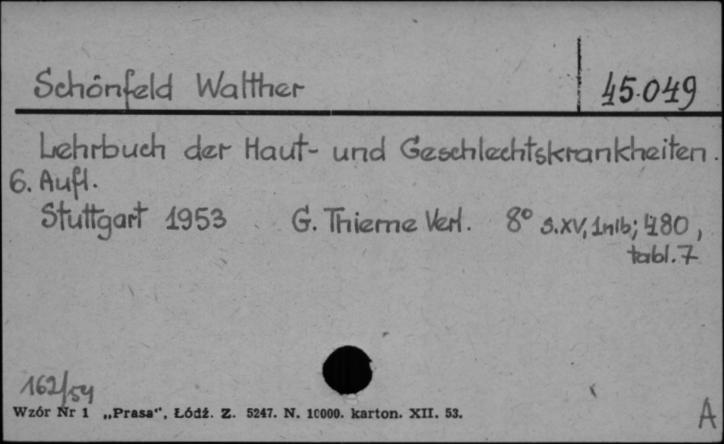 Schönfeld Walther
45.049
Lehrbuch der Haut- und Geschlechtskrankheiten.
6. Aufl.
Stuttgart 1953 G. Thieme Verl. 8° s.XV, 1nlb; 480,
tabl. 7
162/54
Wzór Nr 1 „Prasa", Łódź. Z. 5247. N. 10000. karton. XII. 53.
A